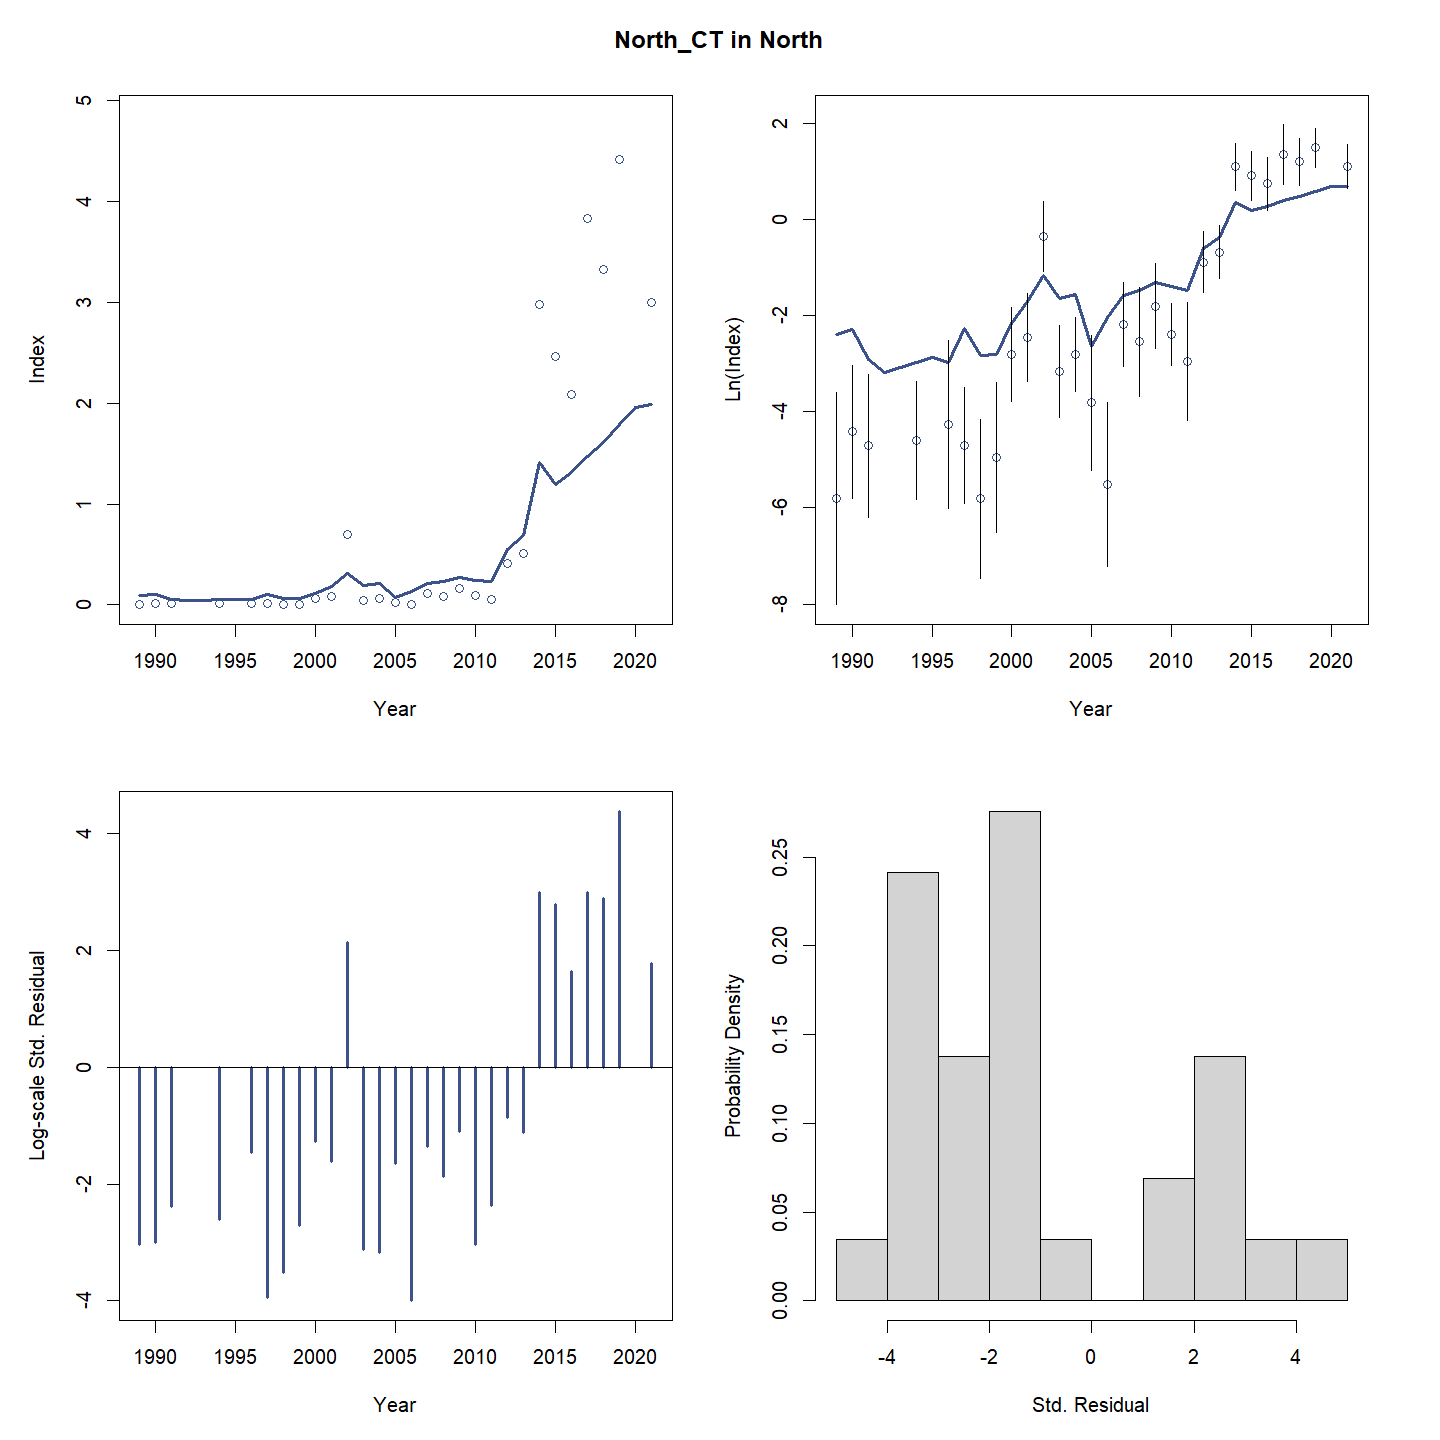 North_CT in North
Index
0 1 2 3 4 5
1990 1995 2000 2005 2010 2015 2020
Year
Ln(Index)
-8 -6 -4 -2 0 2
1990 1995 2000 2005 2010 2015 2020
Year
Log-scale Std. Residual
-4 -2 0 2 4
1990 1995 2000 2005 2010 2015 2020
Year
Probability Density
0.00 0.05 0.10 0.15 0.20 0.25
-4 -2 0 2 4
Std. Residual